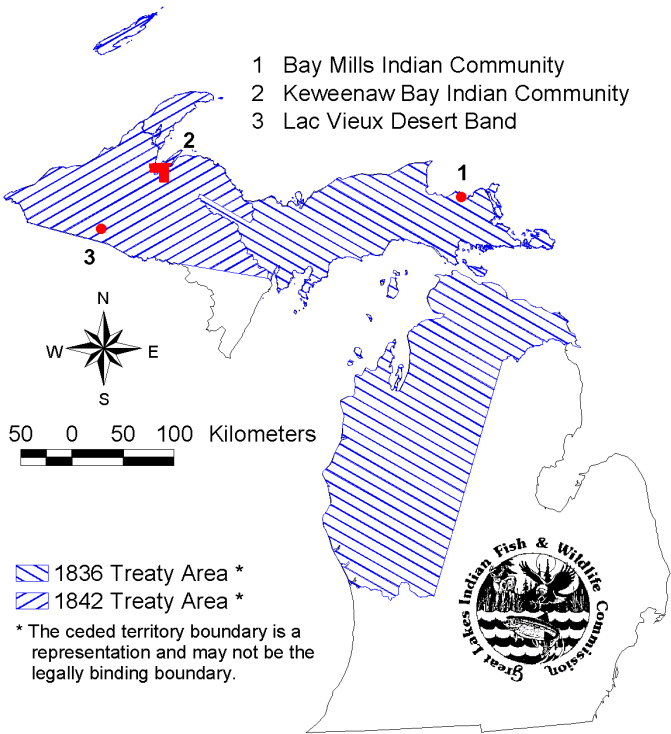 1 Bay Mills Indian Community
2 Keweenaw Bay Indian Community
3 Lac Vieux Desert Band
2
1
3
N
W E
S
50 0 50 100 Kilometers
1836 Treaty Area *
1842 Treaty Area *
* The ceded territory boundary is a
representation and may not be the
legally binding boundary.
Great Lakes Indian Fish & Wildlife Commission